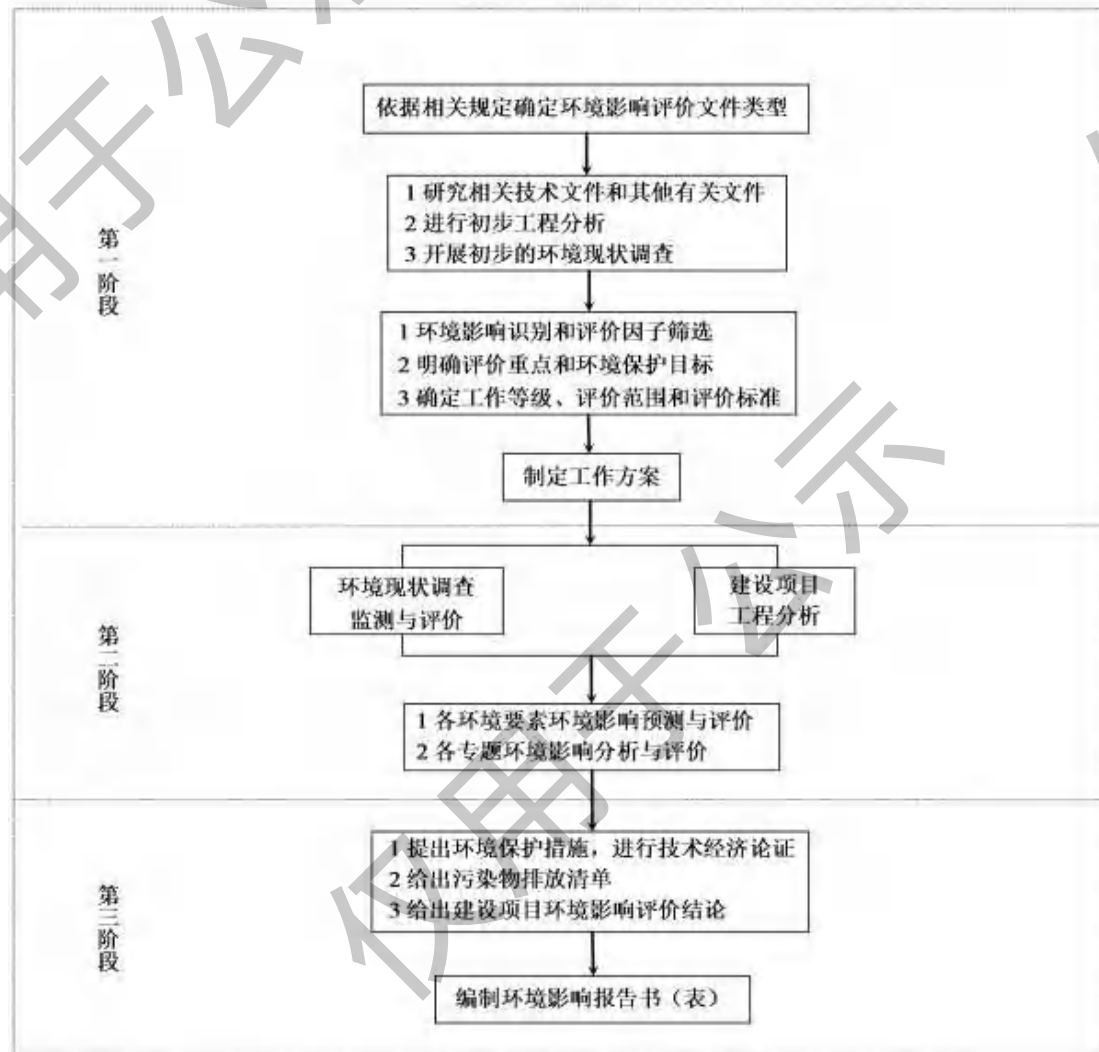 依据相关规定确定环境影响评价文件类型
1 研究相关技术文件和其他有关文件
2 进行初步工程分析
3 开展初步的环境现状调查
第一阶段
1 环境影响识别和评价因子筛选
2 明确评价重点和环境保护目标
3 确定工作等级、评价范围和评价标准
制定工作方案
环境现状调查
监测与评价
建设项目
工程分析
第二阶段
1 各环境要素环境影响预测与评价
2 各专题环境影响分析与评价
1 提出环境保护措施，进行技术经济论证
2 给出污染物排放清单
3 给出建设项目环境影响评价结论
第三阶段
编制环境影响报告书（表）
仅用于公示
用于公示